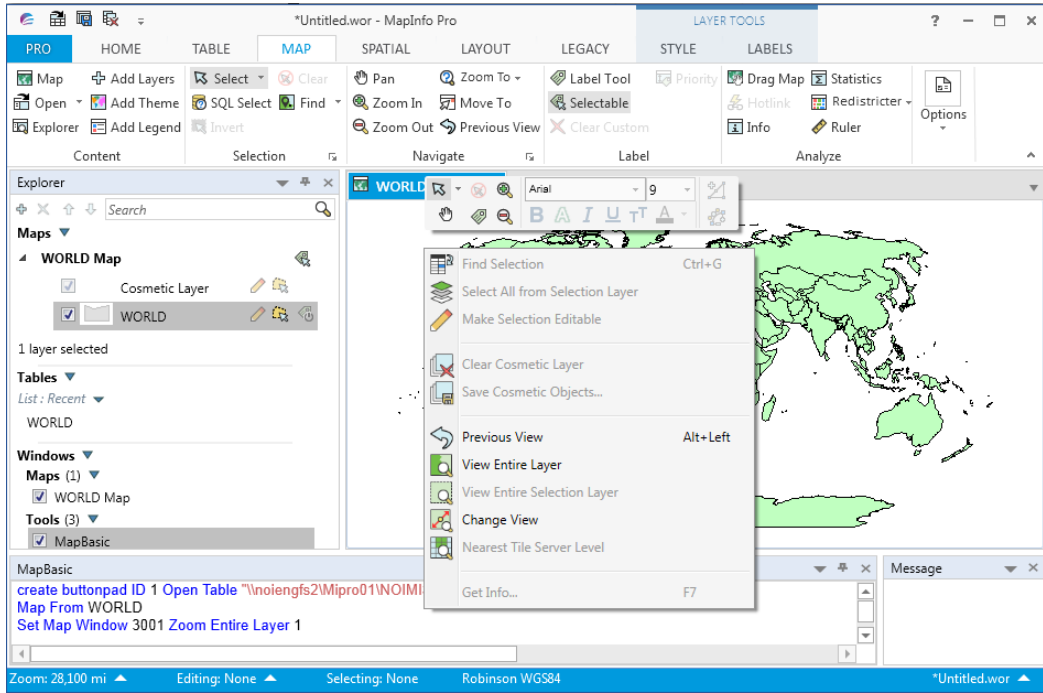 *Untitled.wor - MapInfo Pro
LAYER TOOLS
?
PRO HOME TABLE MAP SPATIAL LAYOUT LEGACY STYLE LABELS
Map Add Layers Select Clear Pan Zoom To Label Tool Priority Drag Map Statistics
Open Add Theme SQL Select Find Zoom In Move To Selectable Hotlink Redistricter Options
Explorer Add Legend Invert Zoom Out Previous View Clear Custom Info Ruler
Content Selection Navigate Label Analyze
Explorer
Search
Maps
WORLD Map
Cosmetic Layer
WORLD
1 layer selected
Tables
List : Recent
WORLD
Windows
Maps (1)
WORLD Map
Tools (3)
MapBasic
WORLD
Arial 9
B A I U TT A
Find Selection Ctrl+G
Select All from Selection Layer
Make Selection Editable
Clear Cosmetic Layer
Save Cosmetic Objects...
Previous View Alt+Left
View Entire Layer
View Entire Selection Layer
Change View
Nearest Tile Server Level
Get Info... F7
MapBasic
create buttonpad ID 1 Open Table "\\noiengfs2\Mipro01\NOIMI
Map From WORLD
Set Map Window 3001 Zoom Entire Layer 1
Message
Zoom: 28,100 mi Editing: None Selecting: None Robinson WGS84 *Untitled.wor